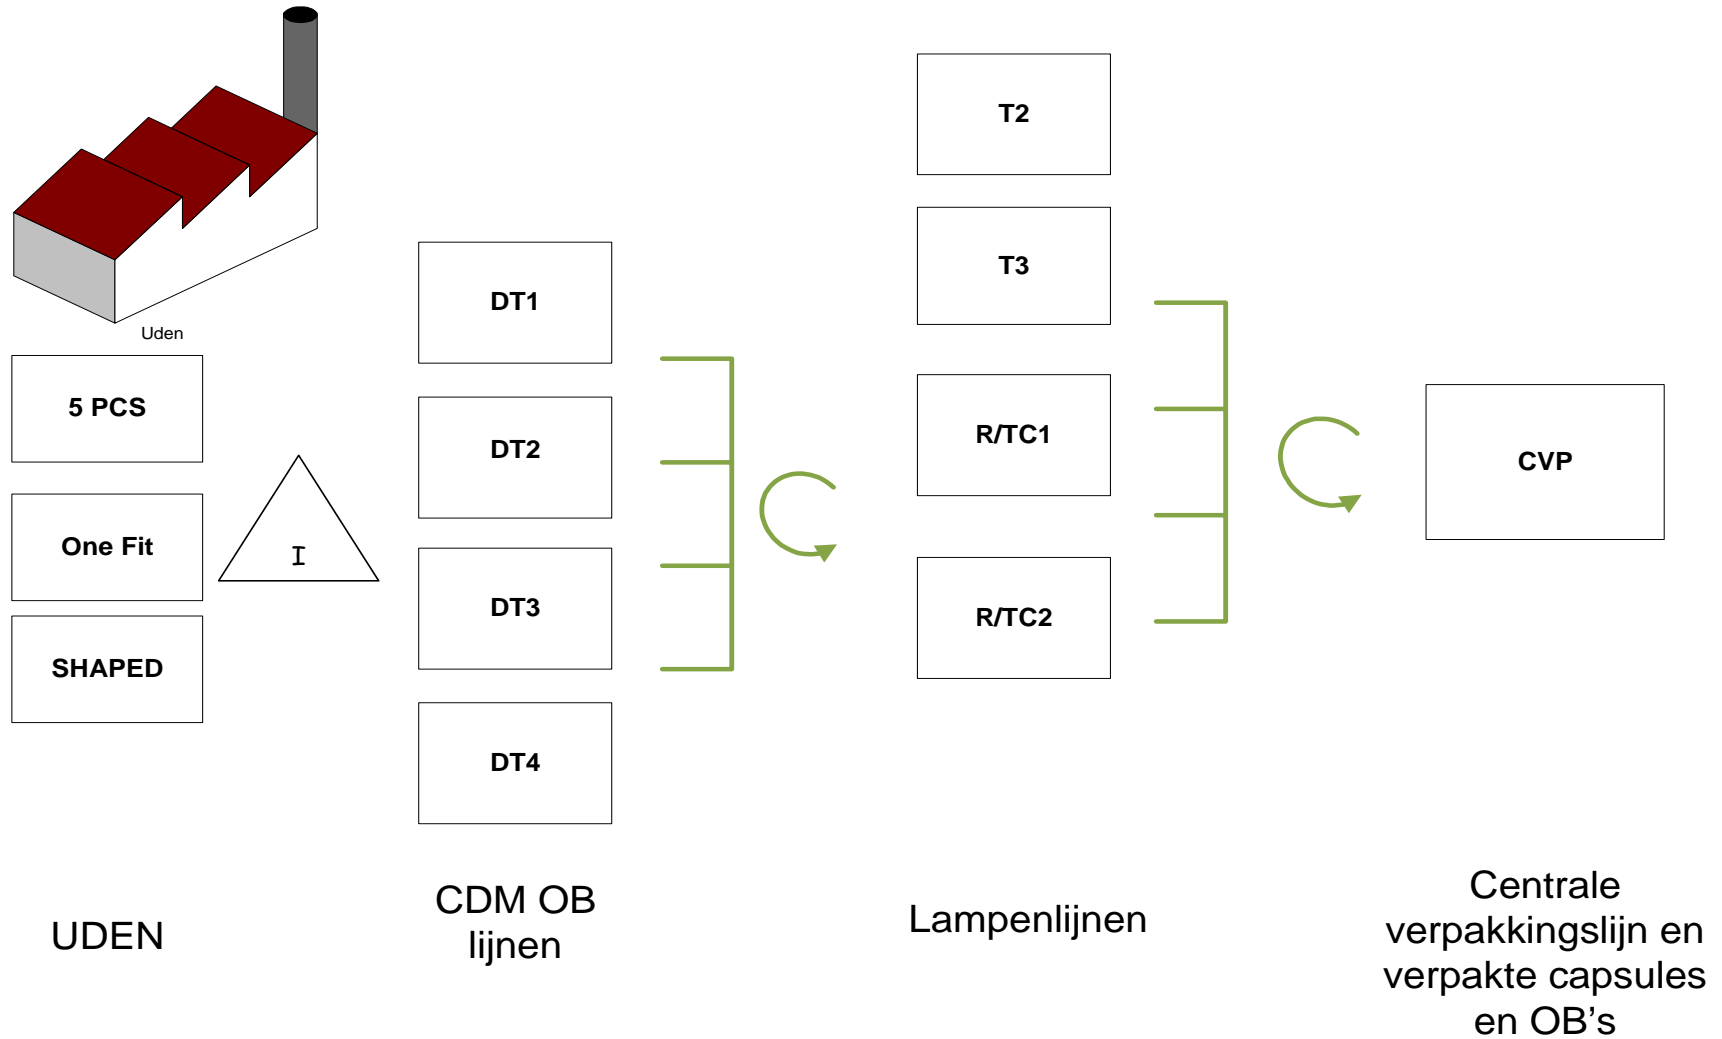 Uden
5 PCS
One Fit
SHAPED
I
DT1
DT2
DT3
DT4
T2
T3
R/TC1
R/TC2
CVP
UDEN
CDM OB
lijnen
Lampenlijnen
Centrale
verpakkingslijn en
verpakte capsules
en OB’s